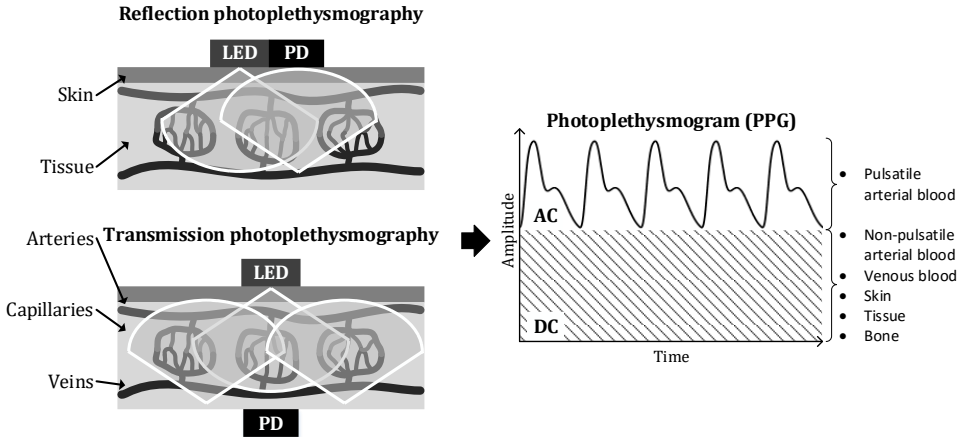 Reflection photoplethysmography
LED
PD
Skin
Tissue
Arteries
Transmission photoplethysmography
LED
Capillaries
Veins
PD
Photoplethysmogram (PPG)
Amplitude
AC
DC
Time
• Pulsatile
arterial blood
• Non-pulsatile
arterial blood
• Venous blood
• Skin
• Tissue
• Bone